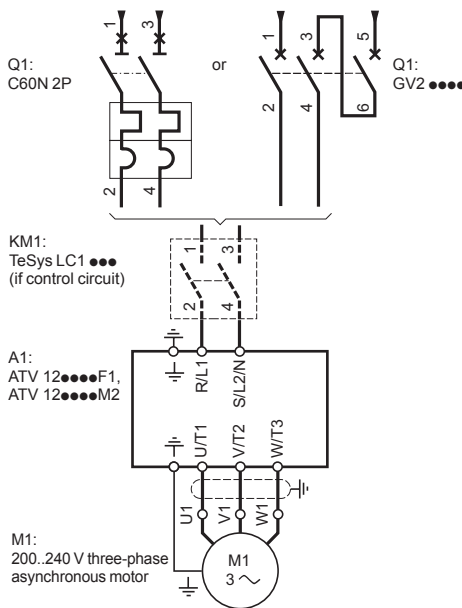 1 3
1 3 5
Q1:
C60N 2P
or
Q1:
GV2 ●●●●
2 4
2 4 6
KM1:
TeSys LC1 ●●●
(if control circuit)
1 3
2 4
A1:
ATV 12●●●●F1,
ATV 12●●●●M2
R/L1 S/L2/N
U/T1 V/T2 W/T3
U1 V1 W1
M1:
200..240 V three-phase
asynchronous motor
M1
3 ~